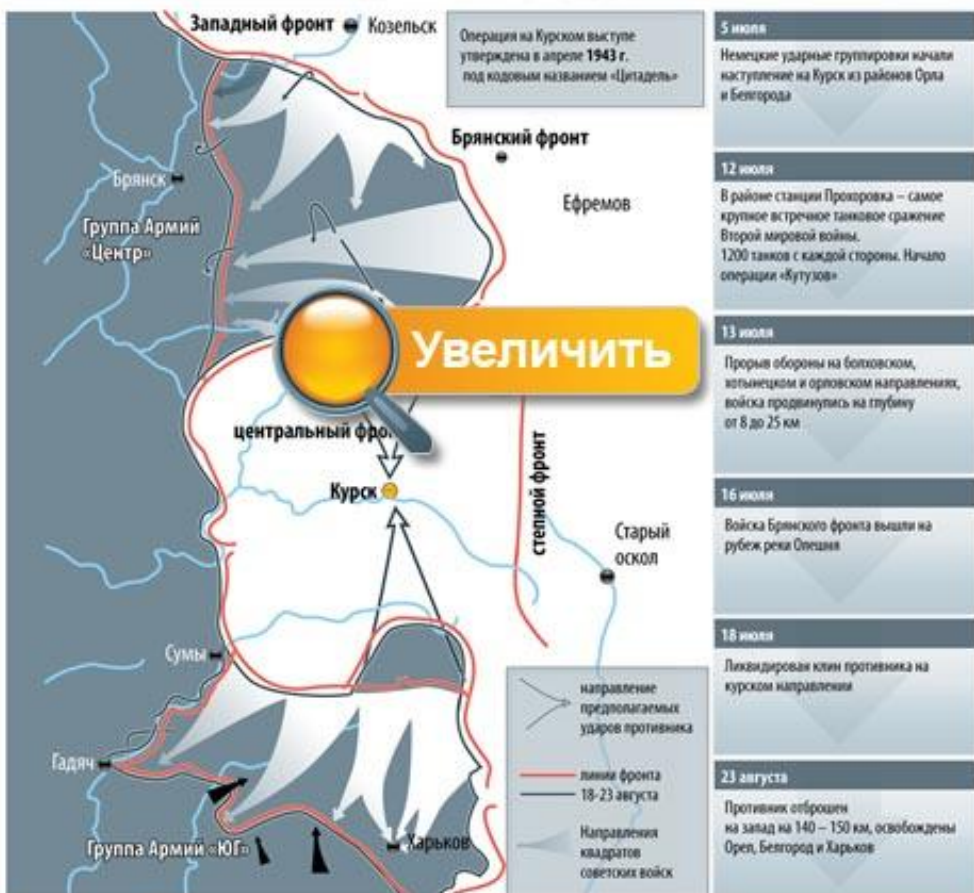 Западный фронт
Козельск
Операция на Курском выступе
утверждена в апреле 1943 г.
под кодовым названием «Цитадель»
Брянский фронт
Брянск
Ефремов
Группа Армий
«Центр»
Увеличить
центральный фрон
Курск
степной фронт
Старый
оскол
Сумы
Гадяч
Группа Армий «ЮГ»
Харьков
направление
предполагаемых
ударов противника
линии фронта
18-23 августа
Направления
квадратов
советских войск
5 июля
Немецкие ударные группировки начали
наступление на Курск из районов Орла
и Белгорода
12 июля
В районе станции Прохоровка – самое
крупное встречное танковое сражение
Второй мировой войны.
1200 танков с каждой стороны. Начало
операции «Кутузов»
13 июля
Прорыв обороны на болховском,
хотынецком и орловском направлениях,
войска продвинулись на глубину
от 8 до 25 км
16 июля
Войска Брянского фронта вышли на
рубеж реки Олешня
18 июля
Ликвидирован клин противника на
курском направлении
23 августа
Противник отброшен
на запад на 140 – 150 км, освобождены
Орел, Белгород и Харьков